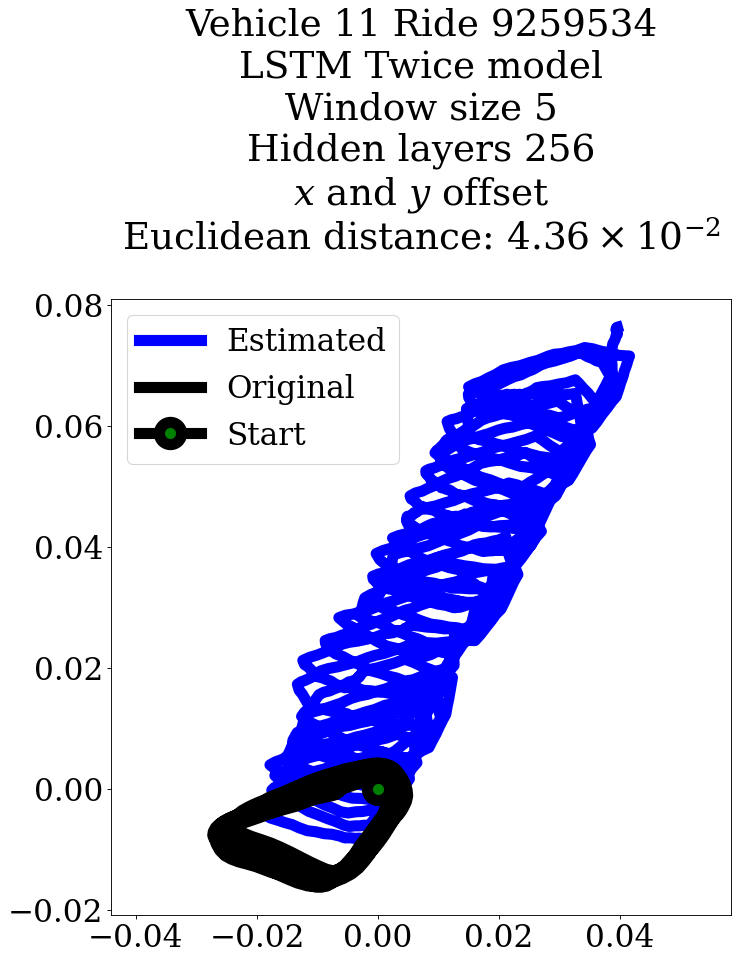 Vehicle 11 Ride 9259534
LSTM Twice model
Window size 5
Hidden layers 256
x and y offset
Euclidean distance: 4.36 × 10⁻²
0.08
Estimated
Original
Start
0.06
0.04
0.02
0.00
−0.02
−0.04 −0.02 0.00 0.02 0.04